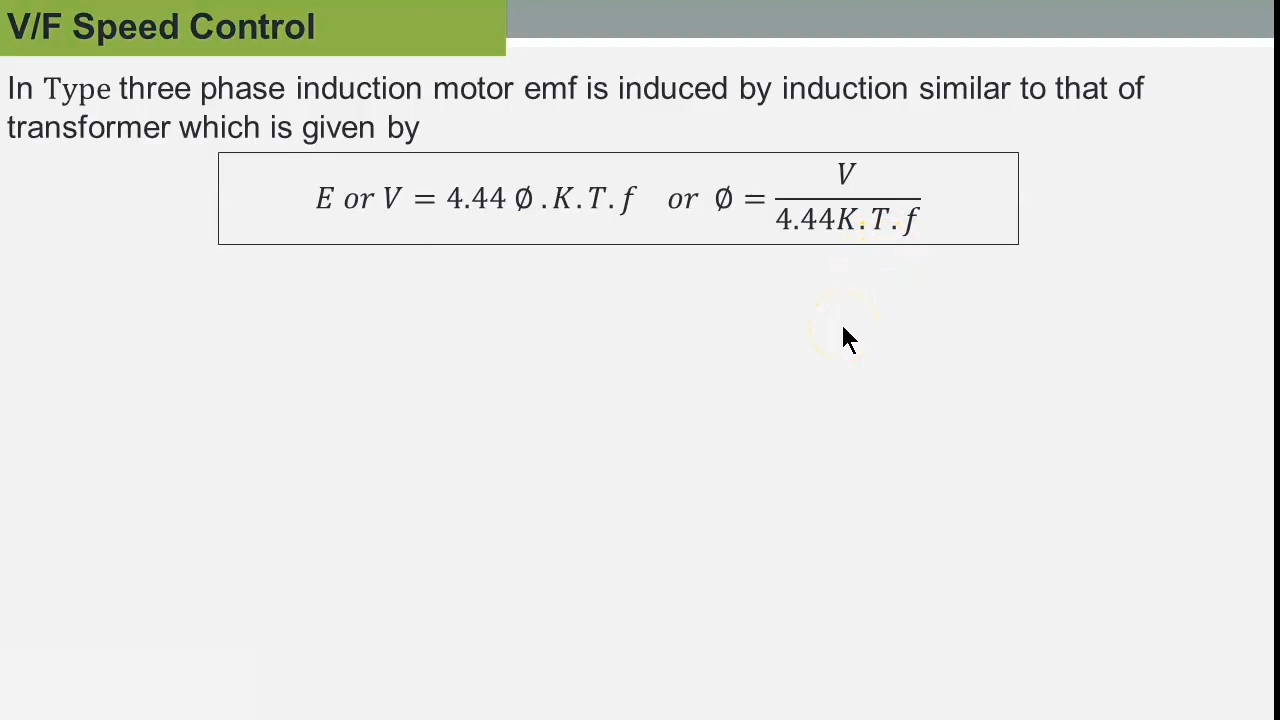 V/F Speed Control
In Type three phase induction motor emf is induced by induction similar to that of
transformer which is given by
E or V = 4.44 ∅ . K . T . f or ∅ = V / 4.44K . T . f